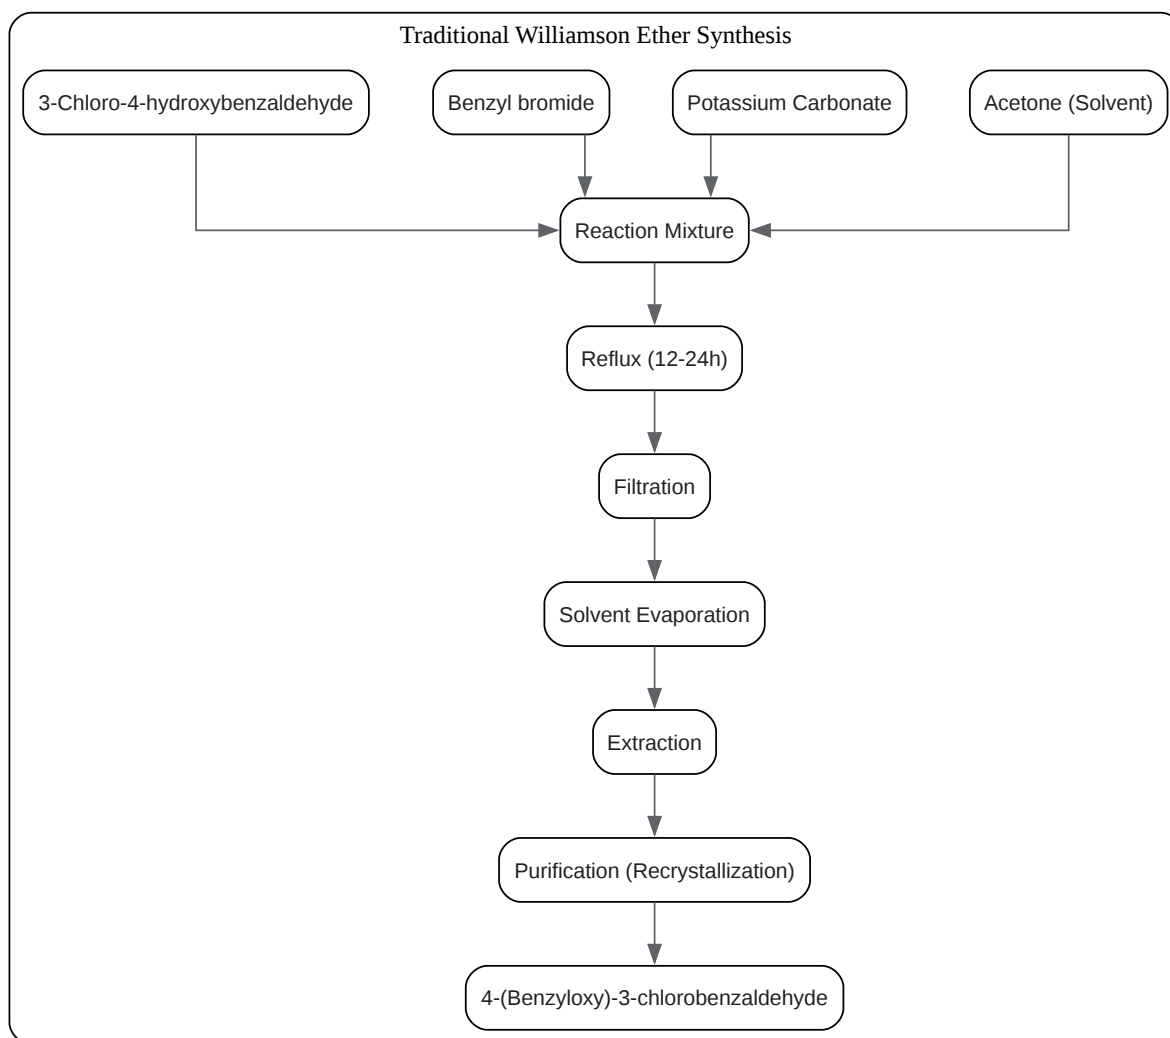 Traditional Williamson Ether Synthesis
3-Chloro-4-hydroxybenzaldehyde
Benzyl bromide
Potassium Carbonate
Acetone (Solvent)
Reaction Mixture
Reflux (12-24h)
Filtration
Solvent Evaporation
Extraction
Purification (Recrystallization)
4-(Benzyloxy)-3-chlorobenzaldehyde